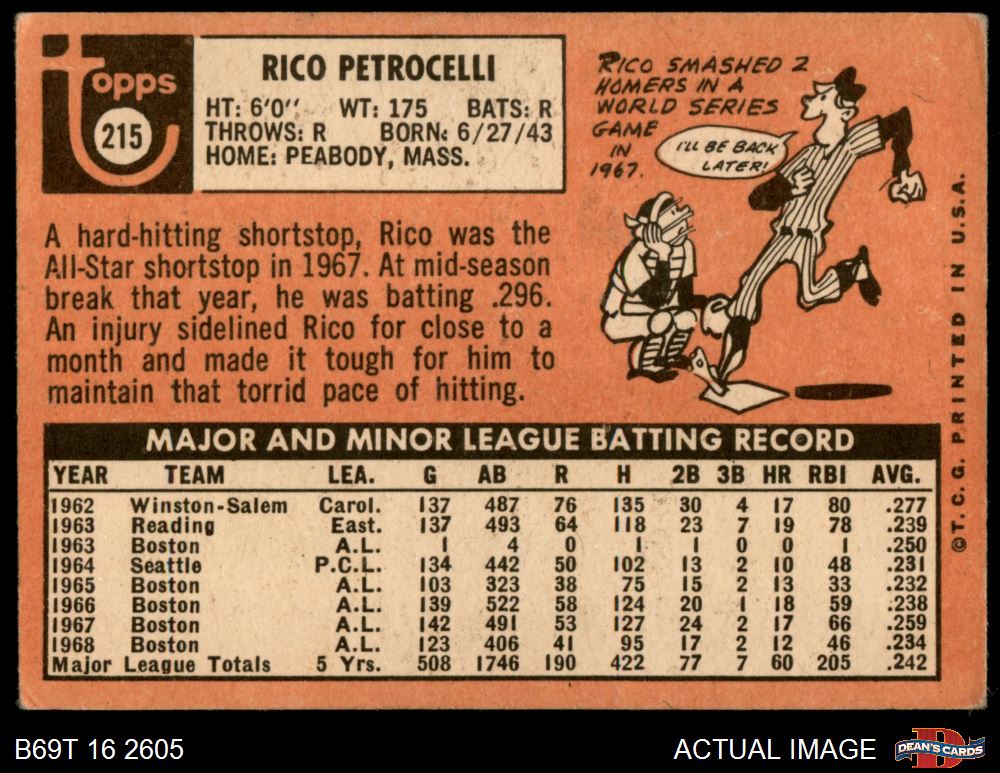 Topps
215
RICO PETROCELLI
HT: 6'0" WT: 175 BATS: R
THROWS: R BORN: 6/27/43
HOME: PEABODY, MASS.
A hard-hitting shortstop, Rico was the
All-Star shortstop in 1967. At mid-season
break that year, he was batting .296.
An injury sidelined Rico for close to a
month and made it tough for him to
maintain that torrid pace of hitting.
RICO SMASHED 2
HOMERS IN A
WORLD SERIES
GAME
IN
1967.
I'LL BE BACK
LATER!
©T.C.G. PRINTED IN U.S.A.
MAJOR AND MINOR LEAGUE BATTING RECORD
YEAR TEAM LEA. G AB R H 2B 3B HR RBI AVG.
1962 Winston-Salem Carol. 137 487 76 135 30 4 17 80 .277
1963 Reading East. 137 493 64 118 23 7 19 78 .239
1963 Boston A.L. 1 4 0 1 1 0 0 1 .250
1964 Seattle P.C.L. 134 442 50 102 13 2 10 48 .231
1965 Boston A.L. 103 323 38 75 15 2 13 33 .232
1966 Boston A.L. 139 522 58 124 20 1 18 59 .238
1967 Boston A.L. 142 491 53 127 24 2 17 66 .259
1968 Boston A.L. 123 406 41 95 17 2 12 46 .234
Major League Totals 5 Yrs. 508 1746 190 422 77 7 60 205 .242
B69T 16 2605
ACTUAL IMAGE
D
DEAN'S CARDS